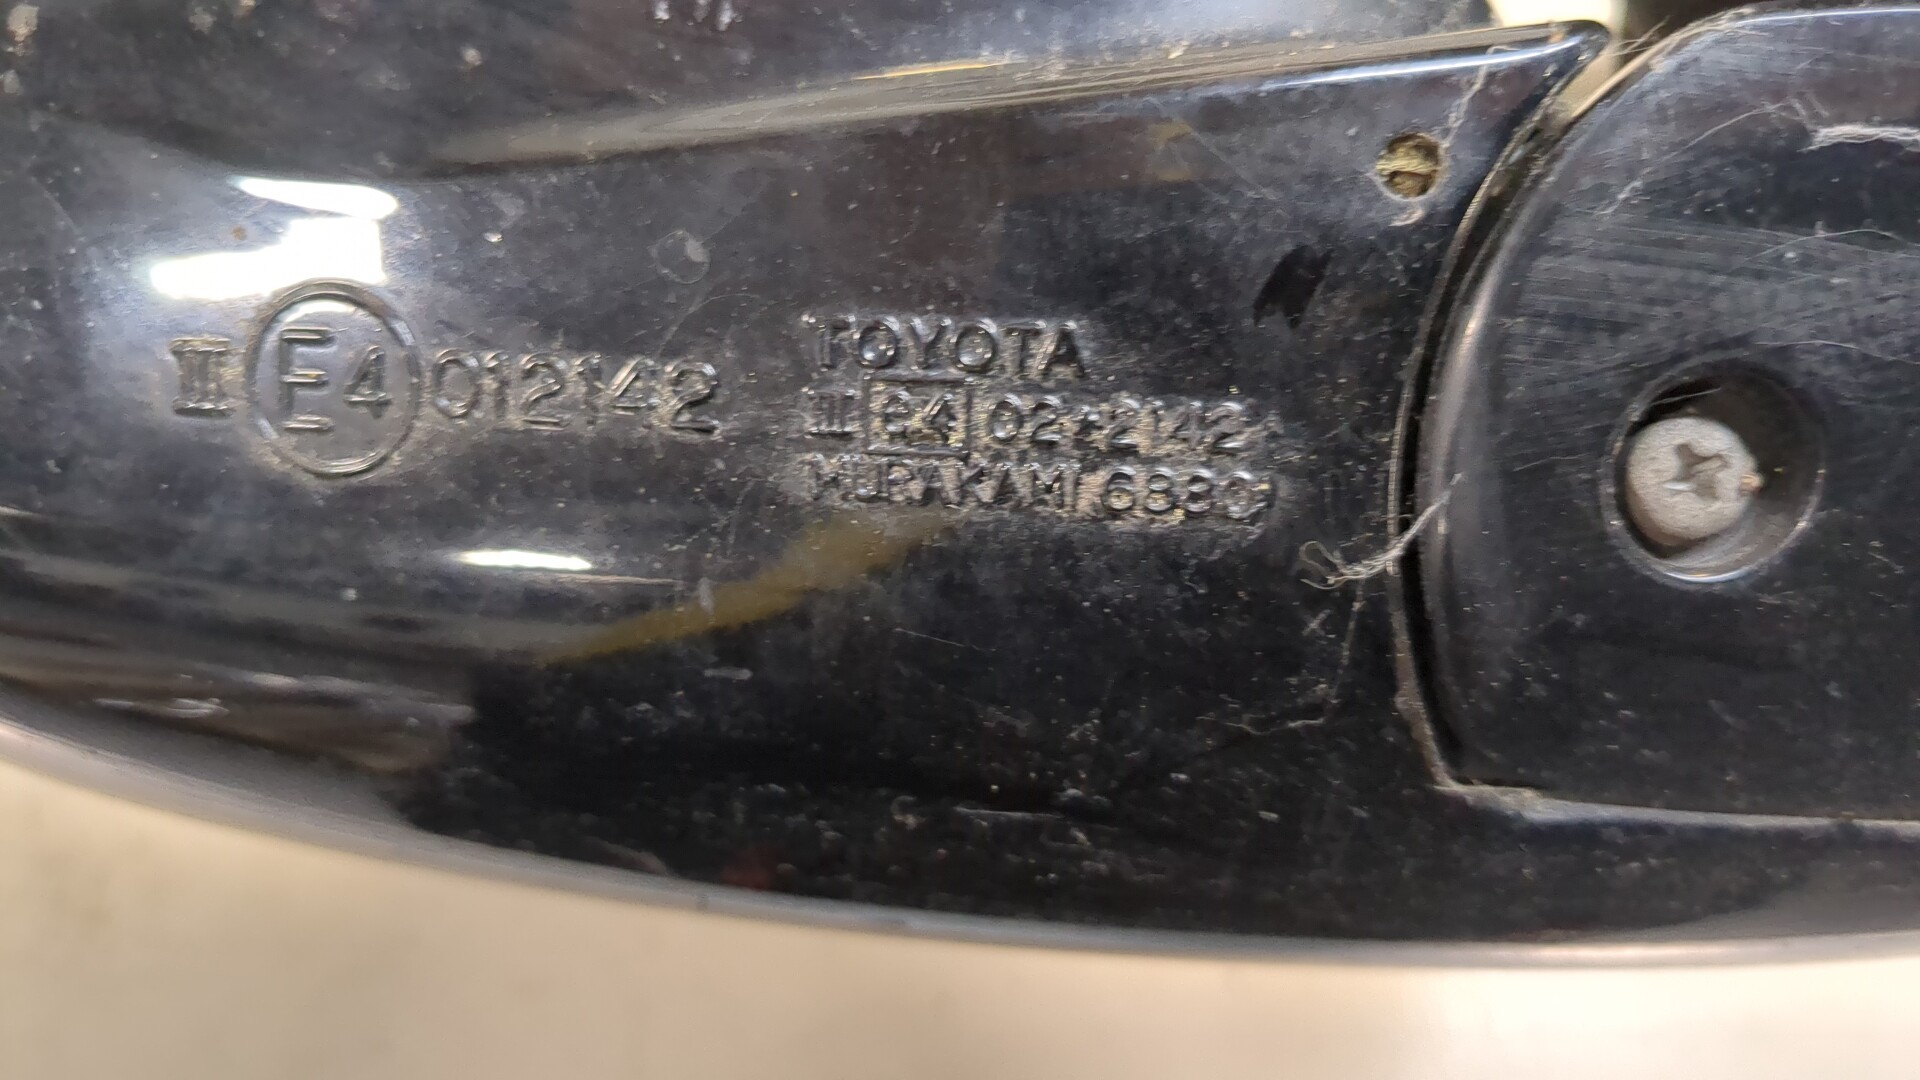 III E4 012142
TOYOTA
III e4 02*2142
MURAKAMI 6830